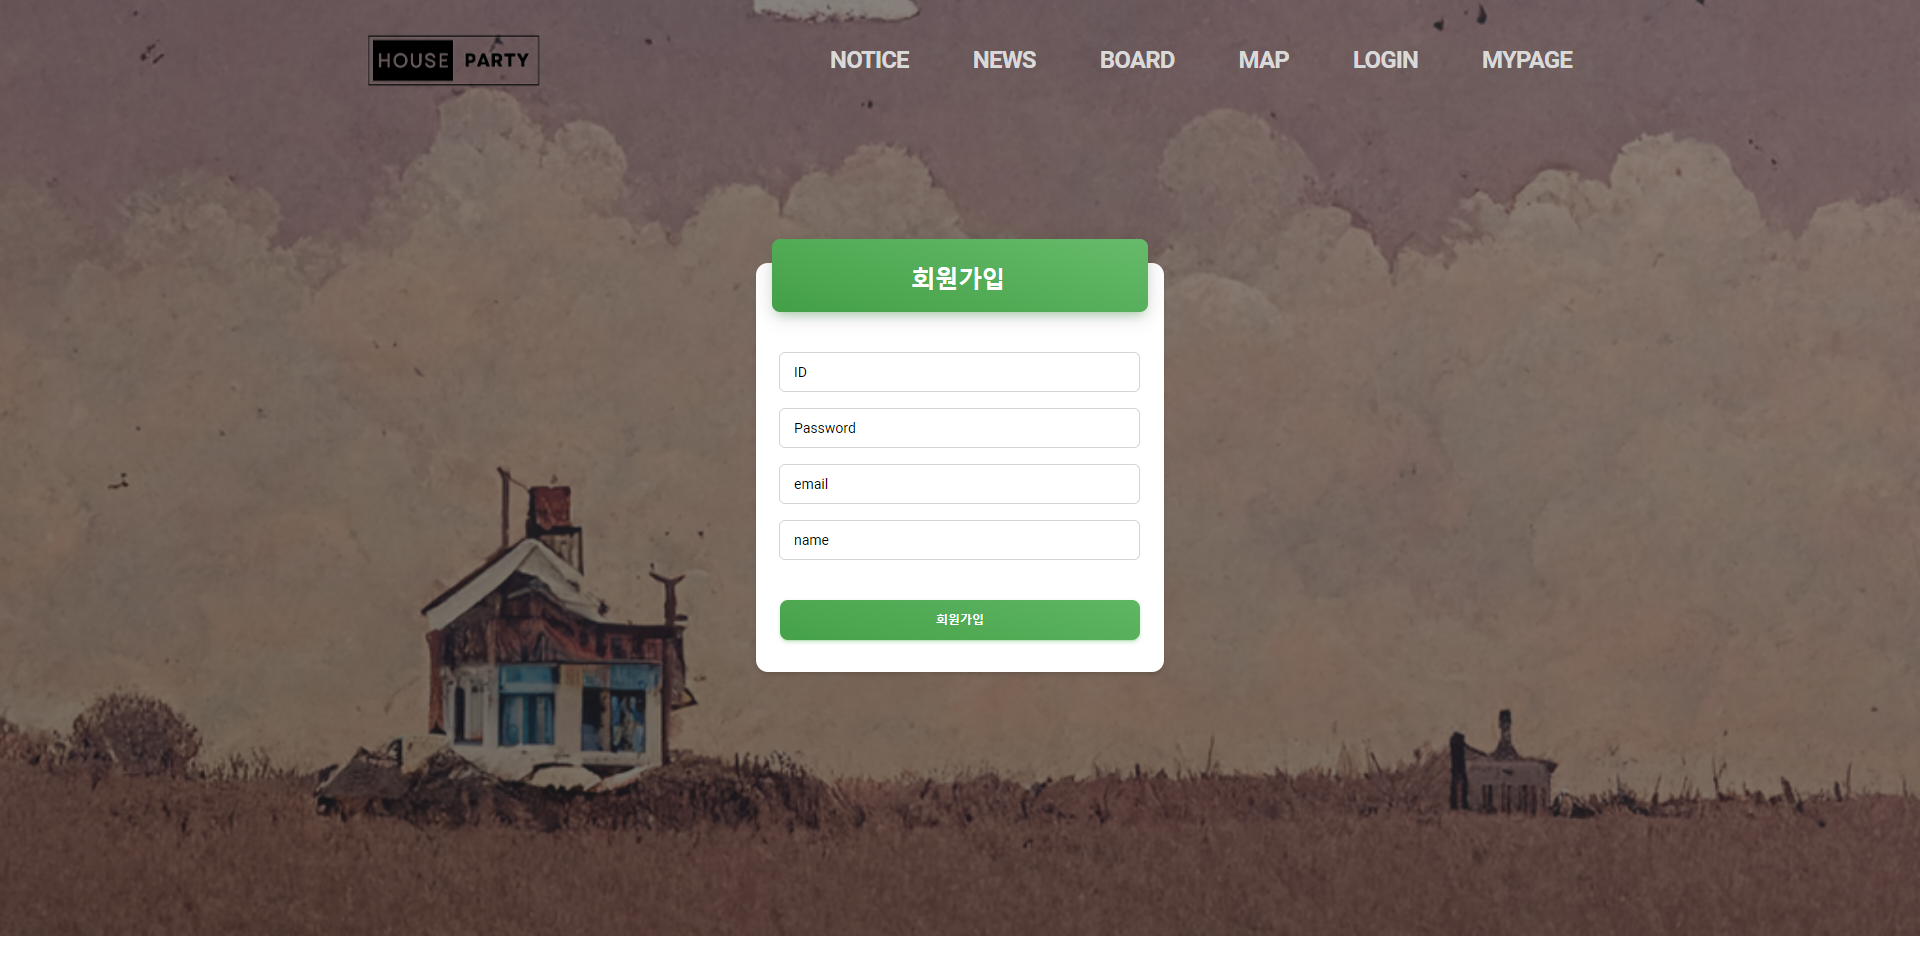 HOUSE PARTY
NOTICE NEWS BOARD MAP LOGIN MYPAGE
회원가입
ID
Password
email
name
회원가입